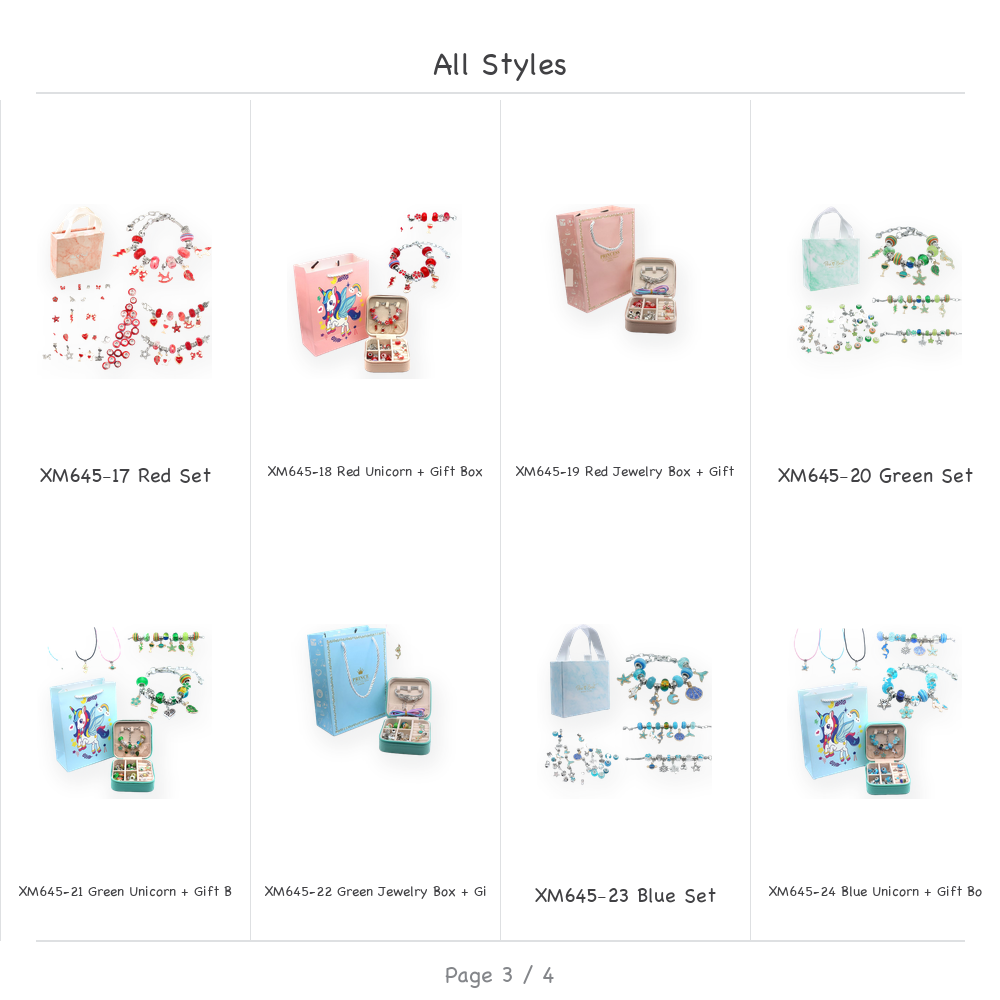 All Styles
XM645-17 Red Set
XM645-18 Red Unicorn + Gift Box
XM645-19 Red Jewelry Box + Gift
XM645-20 Green Set
XM645-21 Green Unicorn + Gift B
XM645-22 Green Jewelry Box + Gi
XM645-23 Blue Set
XM645-24 Blue Unicorn + Gift Bo
Page 3 / 4